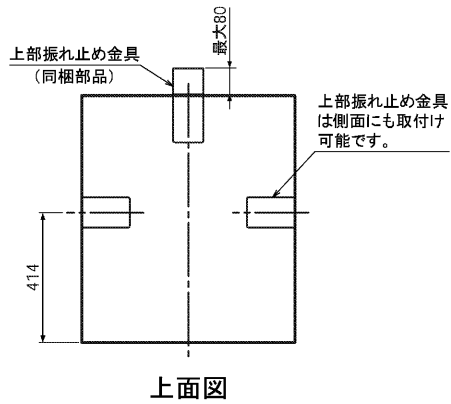 最大80
上部振れ止め金具
（同梱部品）
上部振れ止め金具
は側面にも取付け
可能です。
414
上面図